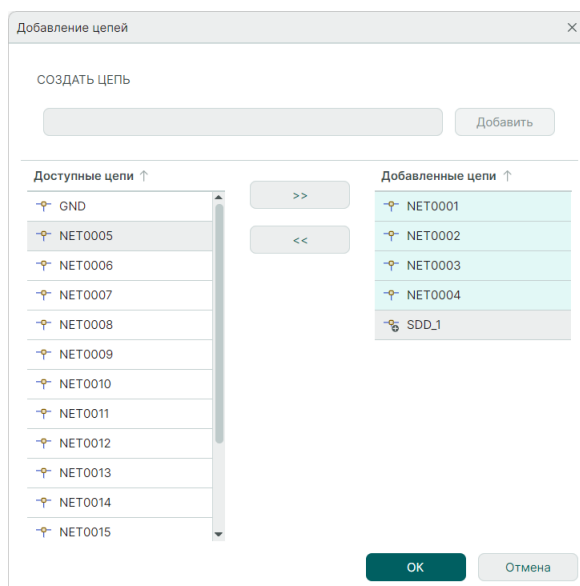 Добавление цепей
СОЗДАТЬ ЦЕПЬ
Добавить
Доступные цепи
GND
NET0005
NET0006
NET0007
NET0008
NET0009
NET0010
NET0011
NET0012
NET0013
NET0014
NET0015
>>
<<
Добавленные цепи
NET0001
NET0002
NET0003
NET0004
SDD_1
ОК
Отмена